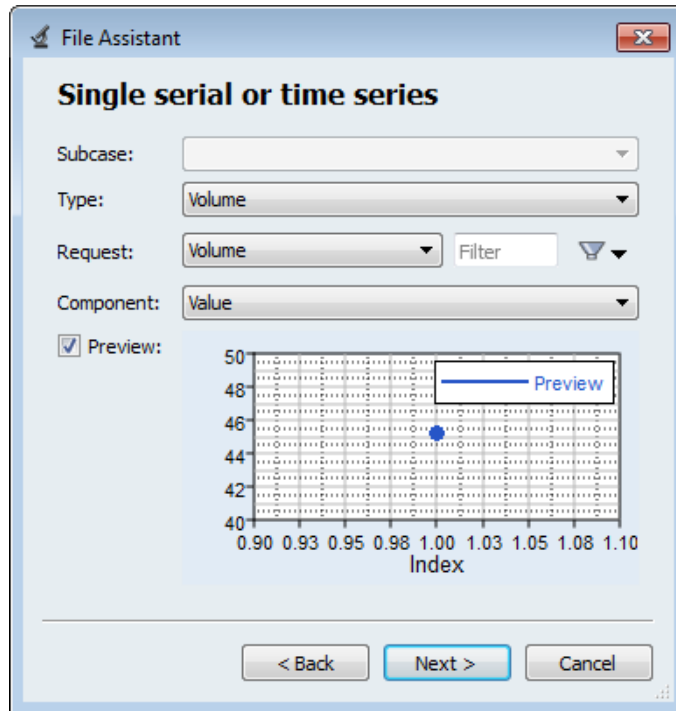 File Assistant
Single serial or time series
Subcase:
Type: Volume
Request: Volume Filter
Component: Value
Preview:
50
Preview
48
46
44
42
40
0.90 0.93 0.95 0.98 1.00 1.03 1.05 1.08 1.10
Index
< Back Next > Cancel